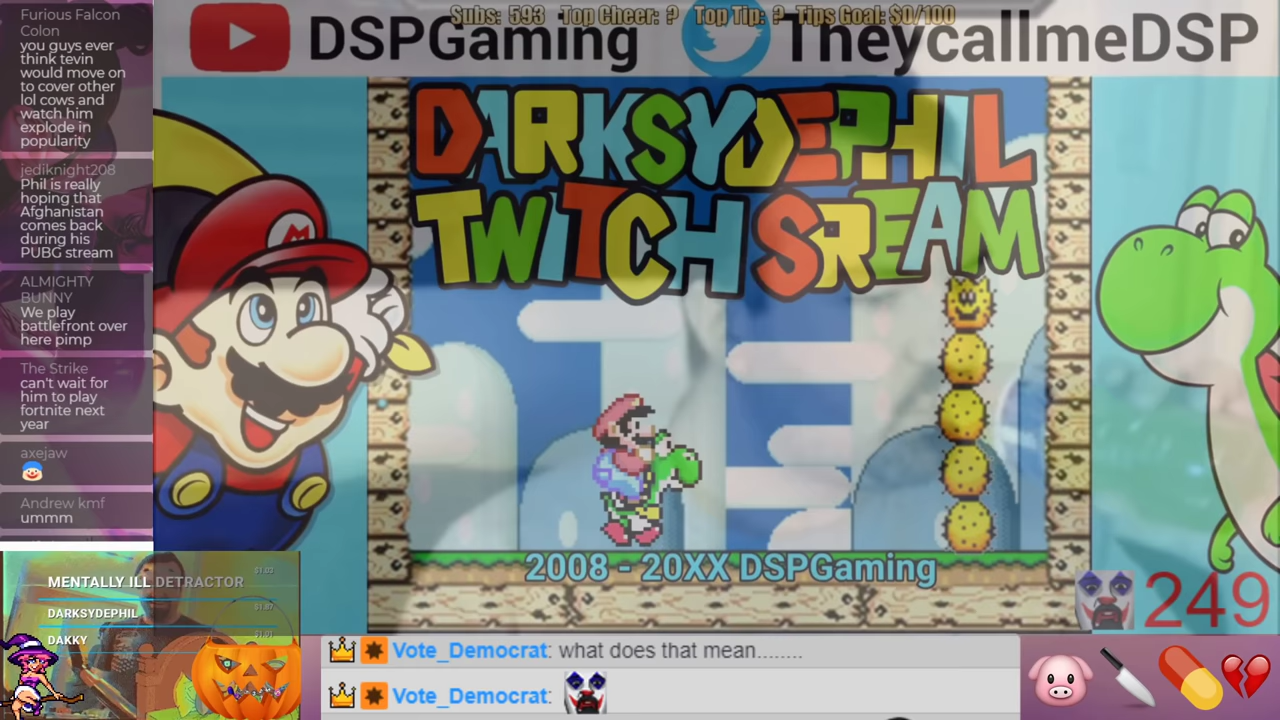 Subs: 593 Top Cheer: ? Top Tip: ? Tips Goal: $0/100
DSPGaming TheycallmeDSP
Furious Falcon
Colon
you guys ever
think tevin
would move on
to cover other
lol cows and
watch him
explode in
popularity
jediknight208
Phil is really
hoping that
Afghanistan
comes back
during his
PUBG stream
ALMIGHTY
BUNNY
We play
battlefront over
here pimp
The Strike
can't wait for
him to play
fortnite next
year
axejaw
Andrew kmf
ummm
DARKSYDEPHIL
TWITCH SREAM
M
2008 - 20XX DSPGaming
249
MENTALLY ILL DETRACTOR $1.03
DARKSYDEPHIL $1.87
DAKKY
Vote_Democrat: what does that mean........
Vote_Democrat: